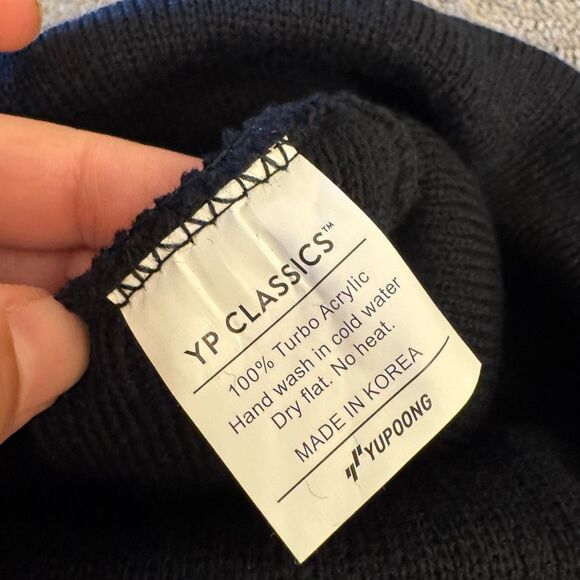 YP CLASSICS™
100% Turbo Acrylic
Hand wash in cold water
Dry flat. No heat.
MADE IN KOREA
YUPOONG